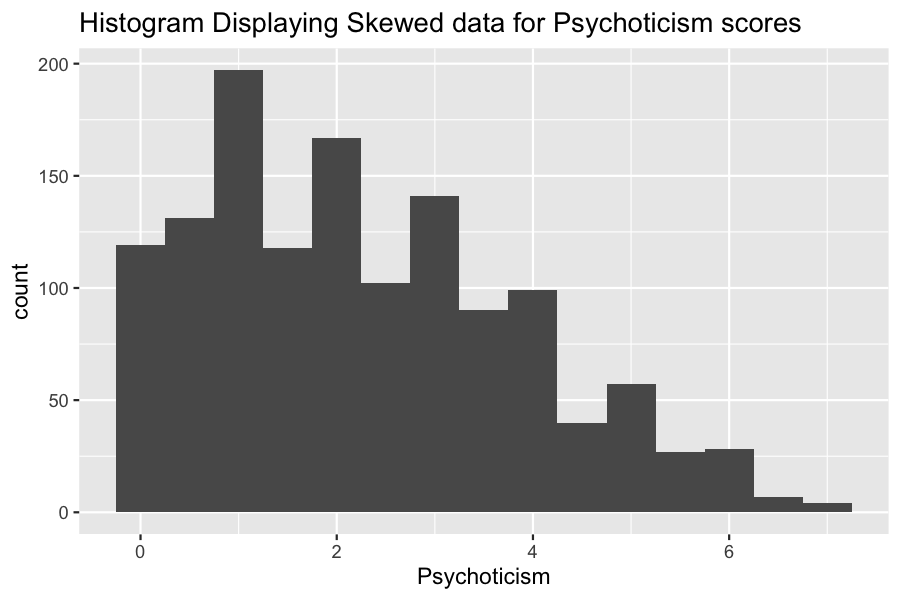 Histogram Displaying Skewed data for Psychoticism scores
200
150
100
50
0
count
0 2 4 6
Psychoticism